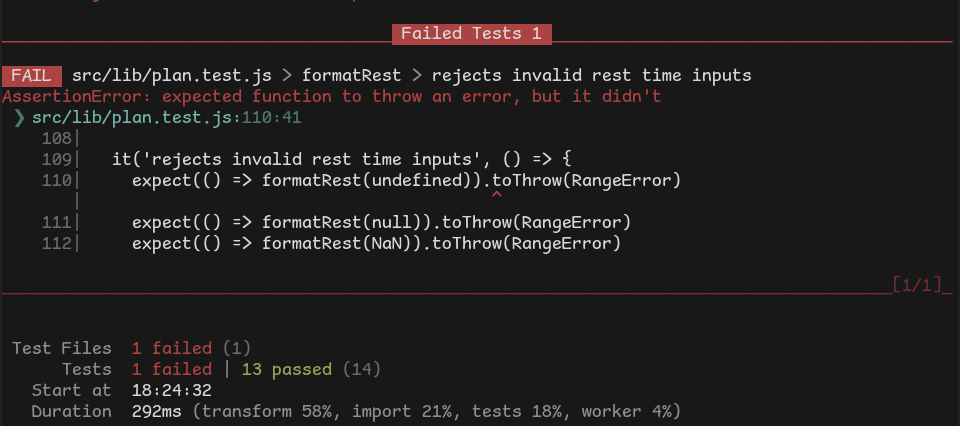 Failed Tests 1
FAIL src/lib/plan.test.js > formatRest > rejects invalid rest time inputs
AssertionError: expected function to throw an error, but it didn't
❯ src/lib/plan.test.js:110:41
108|
109| it('rejects invalid rest time inputs', () => {
110| expect(() => formatRest(undefined)).toThrow(RangeError)
| ^
111| expect(() => formatRest(null)).toThrow(RangeError)
112| expect(() => formatRest(NaN)).toThrow(RangeError)
[1/1]
Test Files 1 failed (1)
Tests 1 failed | 13 passed (14)
Start at 18:24:32
Duration 292ms (transform 58%, import 21%, tests 18%, worker 4%)